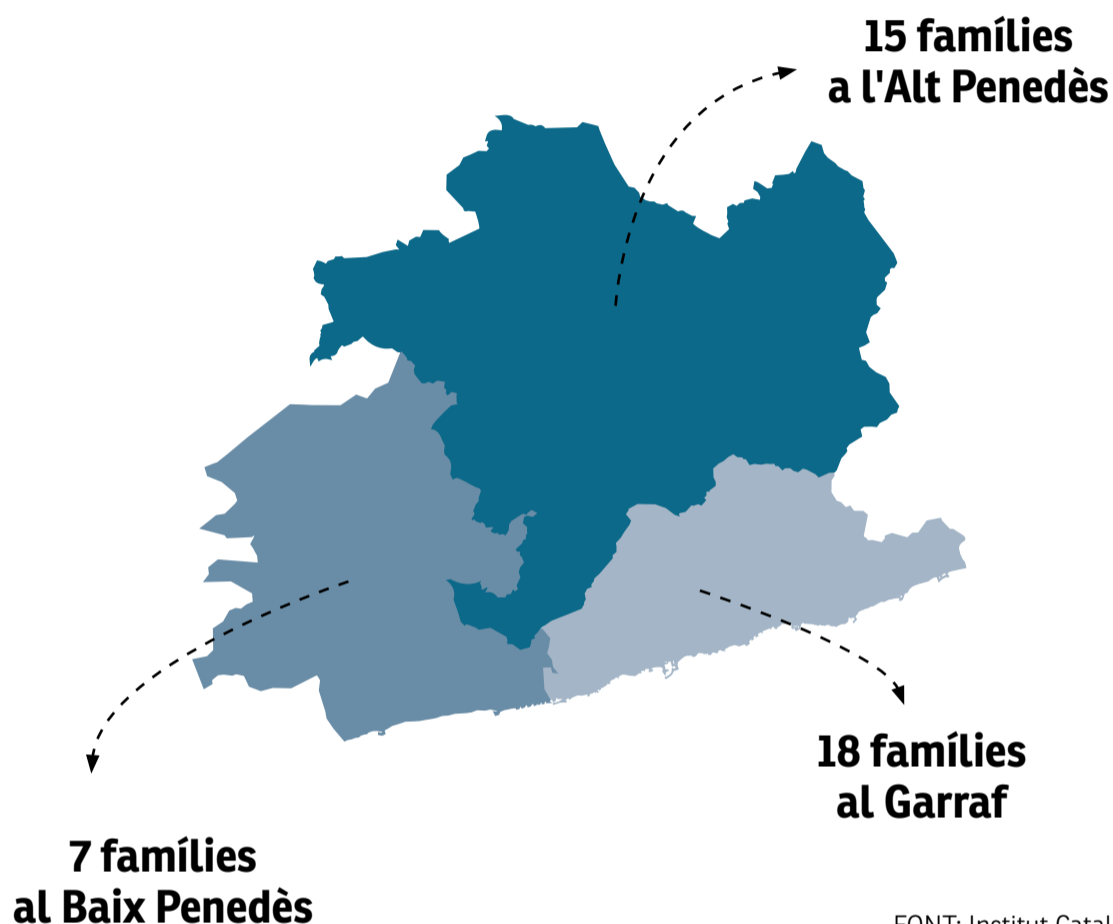 15 famílies
a l'Alt Penedès
18 famílies
al Garraf
7 famílies
al Baix Penedès
FONT: Institut